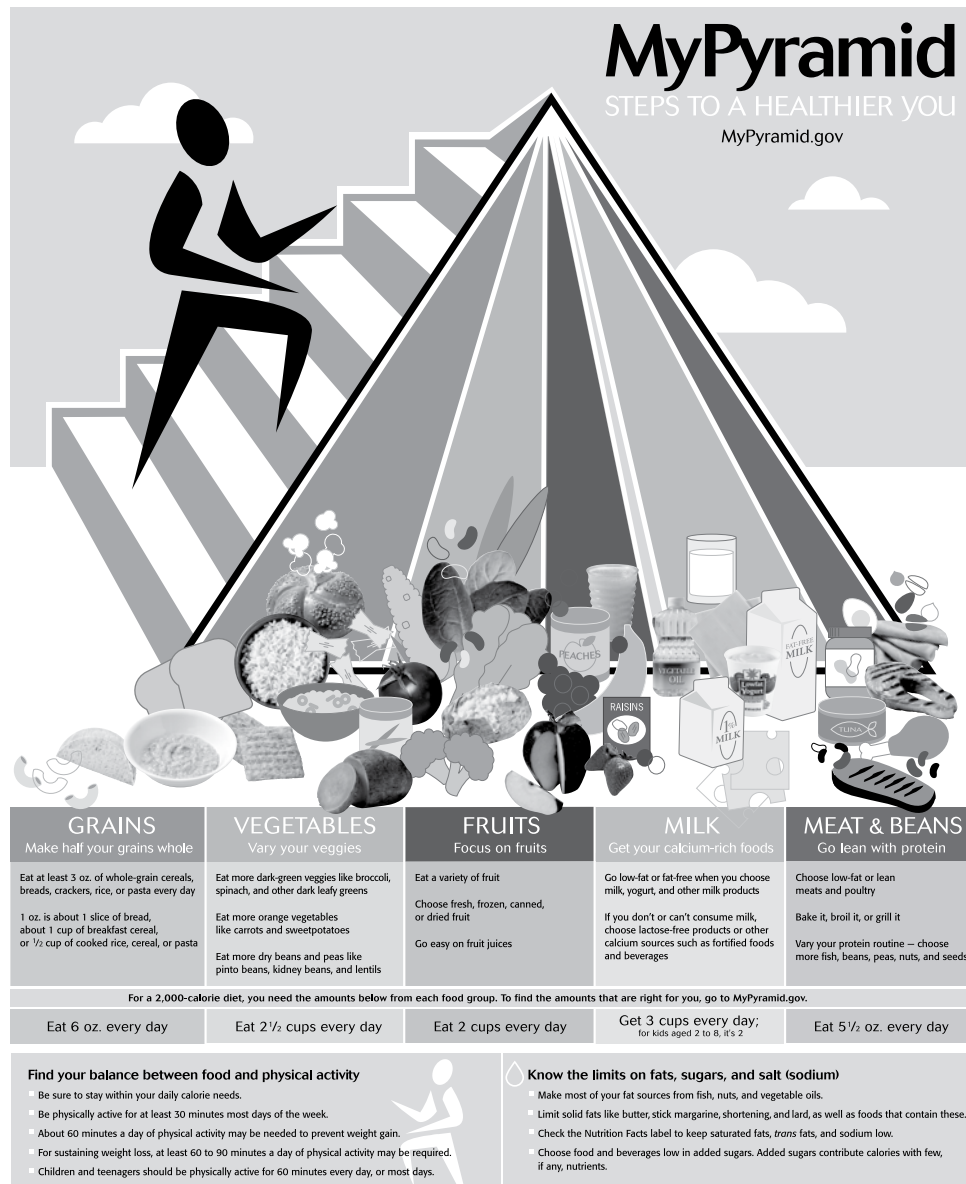 MyPyramid
STEPS TO A HEALTHIER YOU
MyPyramid.gov
PEACHES
VEGETABLE
OIL
FAT-FREE
MILK
Lowfat
Yogurt
RAISINS
1%
MILK
TUNA
GRAINS
Make half your grains whole
Eat at least 3 oz. of whole-grain cereals,
breads, crackers, rice, or pasta every day
1 oz. is about 1 slice of bread,
about 1 cup of breakfast cereal,
or 1/2 cup of cooked rice, cereal, or pasta
VEGETABLES
Vary your veggies
Eat more dark-green veggies like broccoli,
spinach, and other dark leafy greens
Eat more orange vegetables
like carrots and sweetpotatoes
Eat more dry beans and peas like
pinto beans, kidney beans, and lentils
FRUITS
Focus on fruits
Eat a variety of fruit
Choose fresh, frozen, canned,
or dried fruit
Go easy on fruit juices
MILK
Get your calcium-rich foods
Go low-fat or fat-free when you choose
milk, yogurt, and other milk products
If you don't or can't consume milk,
choose lactose-free products or other
calcium sources such as fortified foods
and beverages
MEAT & BEANS
Go lean with protein
Choose low-fat or lean
meats and poultry
Bake it, broil it, or grill it
Vary your protein routine — choose
more fish, beans, peas, nuts, and seeds
For a 2,000-calorie diet, you need the amounts below from each food group. To find the amounts that are right for you, go to MyPyramid.gov.
Eat 6 oz. every day
Eat 2 1/2 cups every day
Eat 2 cups every day
Get 3 cups every day;
for kids aged 2 to 8, it's 2
Eat 5 1/2 oz. every day
Find your balance between food and physical activity
Be sure to stay within your daily calorie needs.
Be physically active for at least 30 minutes most days of the week.
About 60 minutes a day of physical activity may be needed to prevent weight gain.
For sustaining weight loss, at least 60 to 90 minutes a day of physical activity may be required.
Children and teenagers should be physically active for 60 minutes every day, or most days.
Know the limits on fats, sugars, and salt (sodium)
Make most of your fat sources from fish, nuts, and vegetable oils.
Limit solid fats like butter, stick margarine, shortening, and lard, as well as foods that contain these.
Check the Nutrition Facts label to keep saturated fats, trans fats, and sodium low.
Choose food and beverages low in added sugars. Added sugars contribute calories with few,
if any, nutrients.